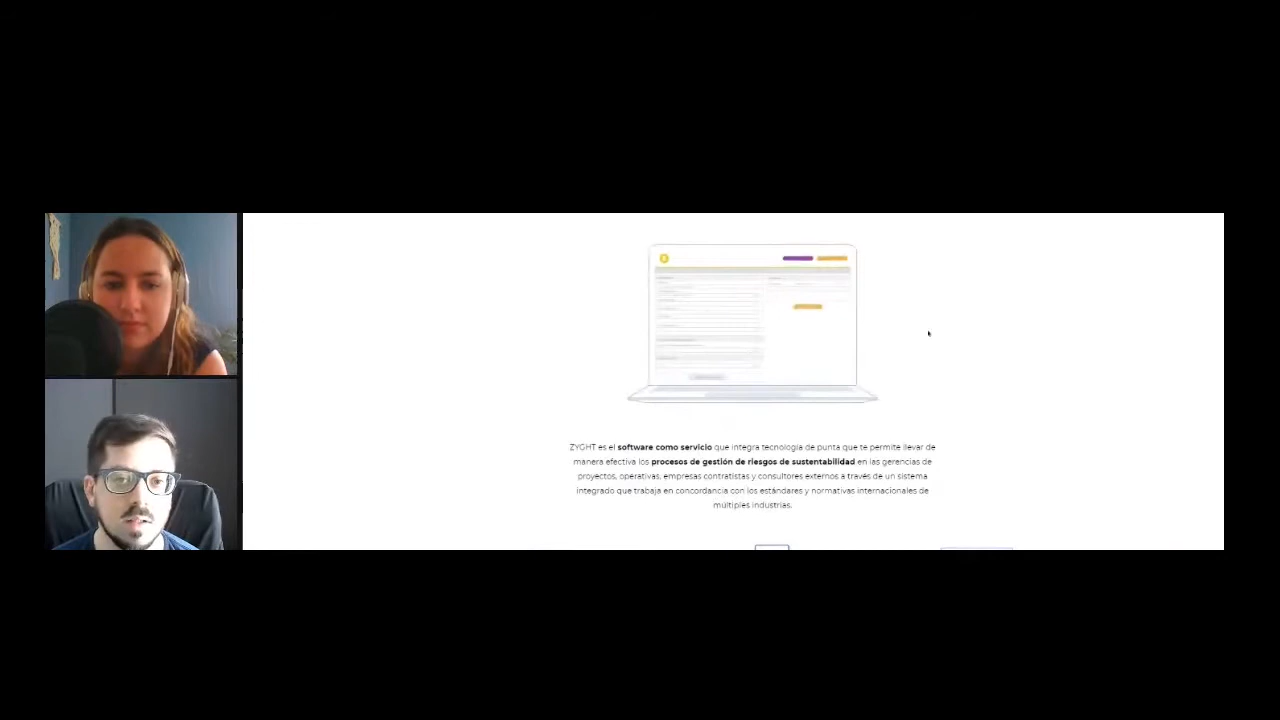 ZYGHT es el software como servicio que integra tecnología de punta que te permite llevar de
manera efectiva los procesos de gestión de riesgos de sustentabilidad en las gerencias de
proyectos, operativas, empresas contratistas y consultores externos a través de un sistema
integrado que trabaja en concordancia con los estándares y normativas internacionales de
múltiples industrias.